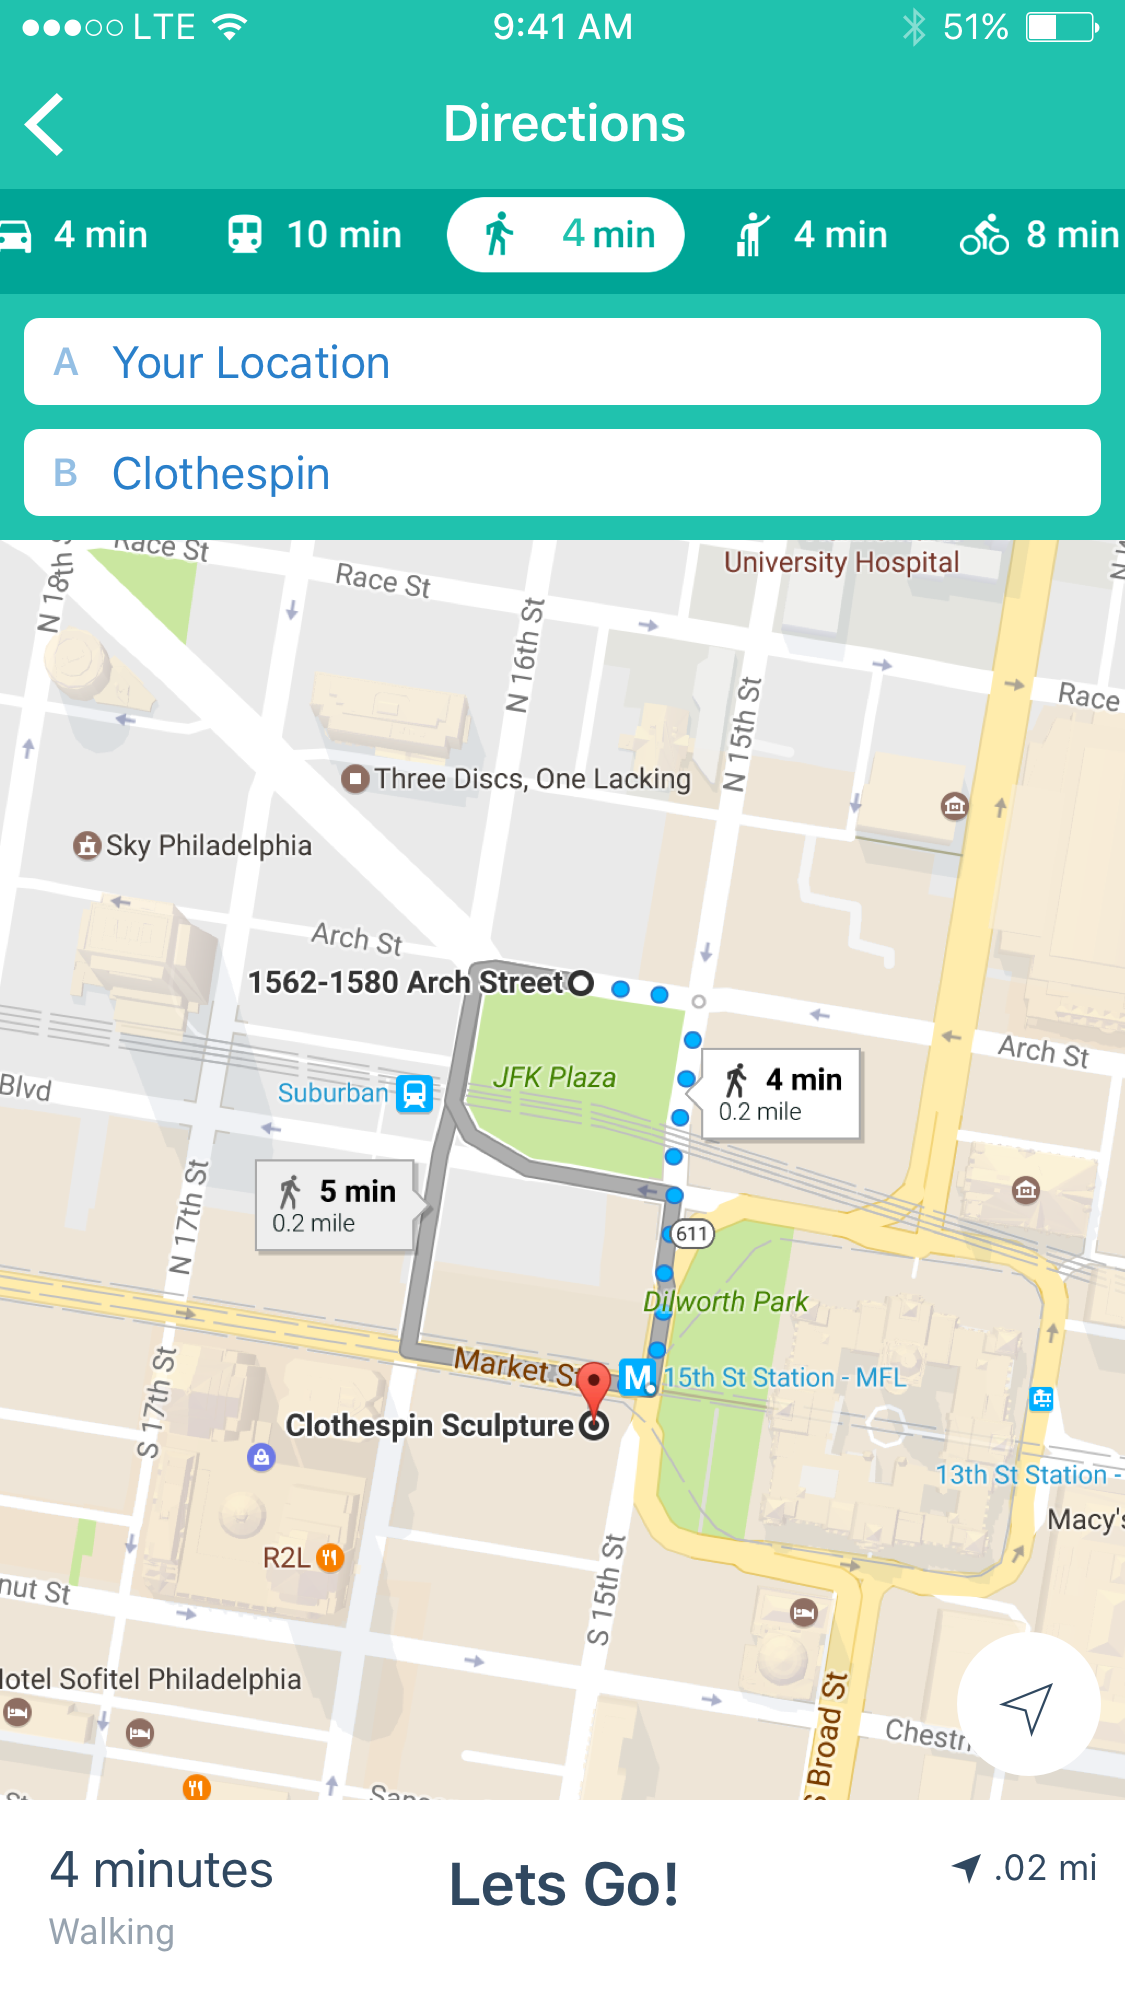 LTE 9:41 AM 51%
Directions
4 min 10 min 4 min 4 min 8 min
A Your Location
B Clothespin
Race St
University Hospital
N 18th S
Race St
N 16th St
N 15th St
Race
Three Discs, One Lacking
Sky Philadelphia
Arch St
1562-1580 Arch Street
Arch St
Blvd
Suburban
JFK Plaza
4 min
0.2 mile
N 17th St
5 min
0.2 mile
611
Dilworth Park
Market S
M 15th St Station - MFL
S 17th St
Clothespin Sculpture
13th St Station -
Macy's
R2L
S 15th St
nut St
otel Sofitel Philadelphia
S Broad St
Chestn
4 minutes
Walking
Lets Go!
.02 mi